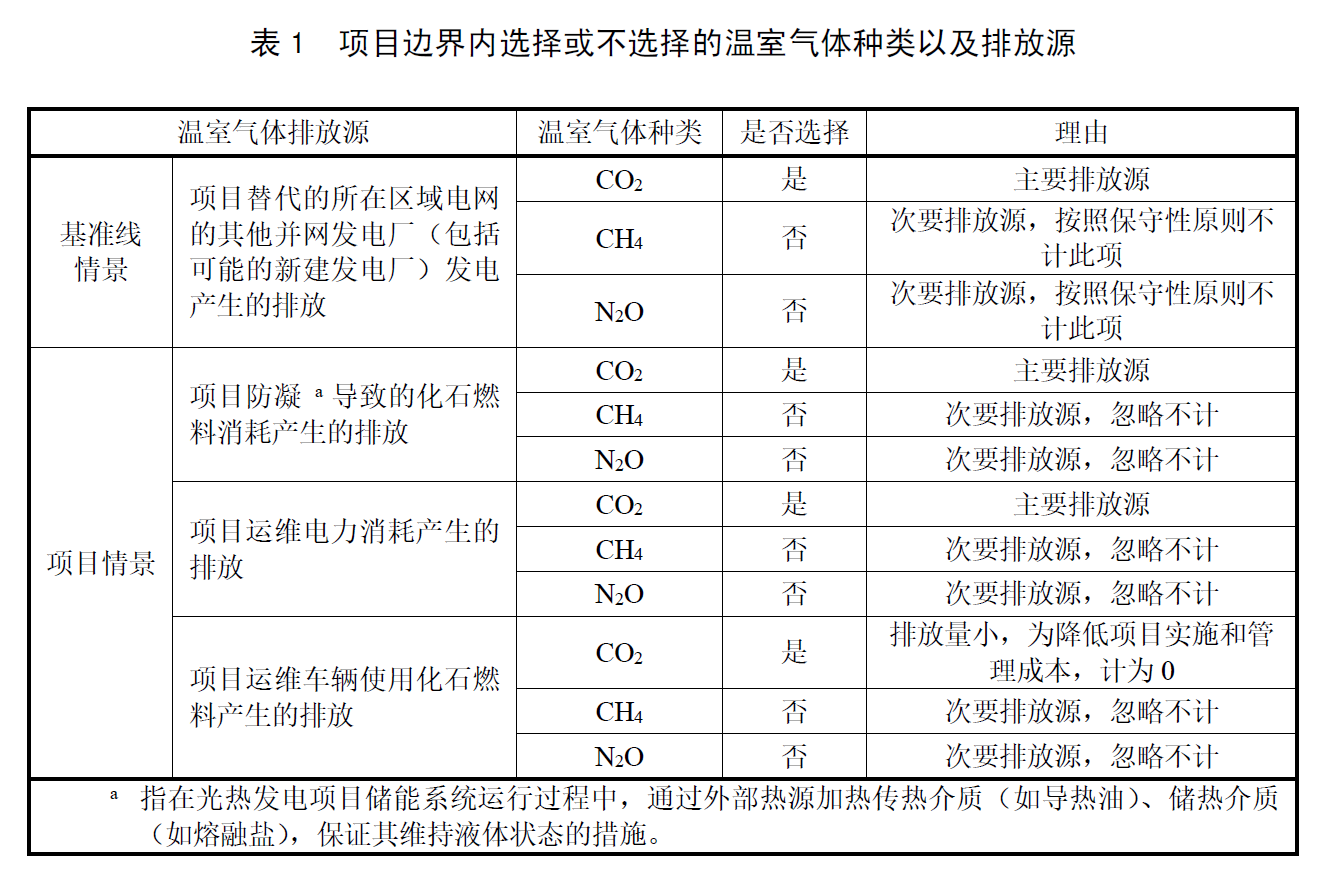 表 1 项目边界内选择或不选择的温室气体种类以及排放源
温室气体排放源 温室气体种类 是否选择 理由
基准线
情景
项目替代的所在区域电网
的其他并网发电厂（包括
可能的新建发电厂）发电
产生的排放
CO2 是 主要排放源
CH4 否 次要排放源，按照保守性原则不
计此项
N2O 否 次要排放源，按照保守性原则不
计此项
项目情景
项目防凝 a 导致的化石燃
料消耗产生的排放
CO2 是 主要排放源
CH4 否 次要排放源，忽略不计
N2O 否 次要排放源，忽略不计
项目运维电力消耗产生的
排放
CO2 是 主要排放源
CH4 否 次要排放源，忽略不计
N2O 否 次要排放源，忽略不计
项目运维车辆使用化石燃
料产生的排放
CO2 是 排放量小，为降低项目实施和管
理成本，计为 0
CH4 否 次要排放源，忽略不计
N2O 否 次要排放源，忽略不计
a 指在光热发电项目储能系统运行过程中，通过外部热源加热传热介质（如导热油）、储热介质
（如熔融盐），保证其维持液体状态的措施。